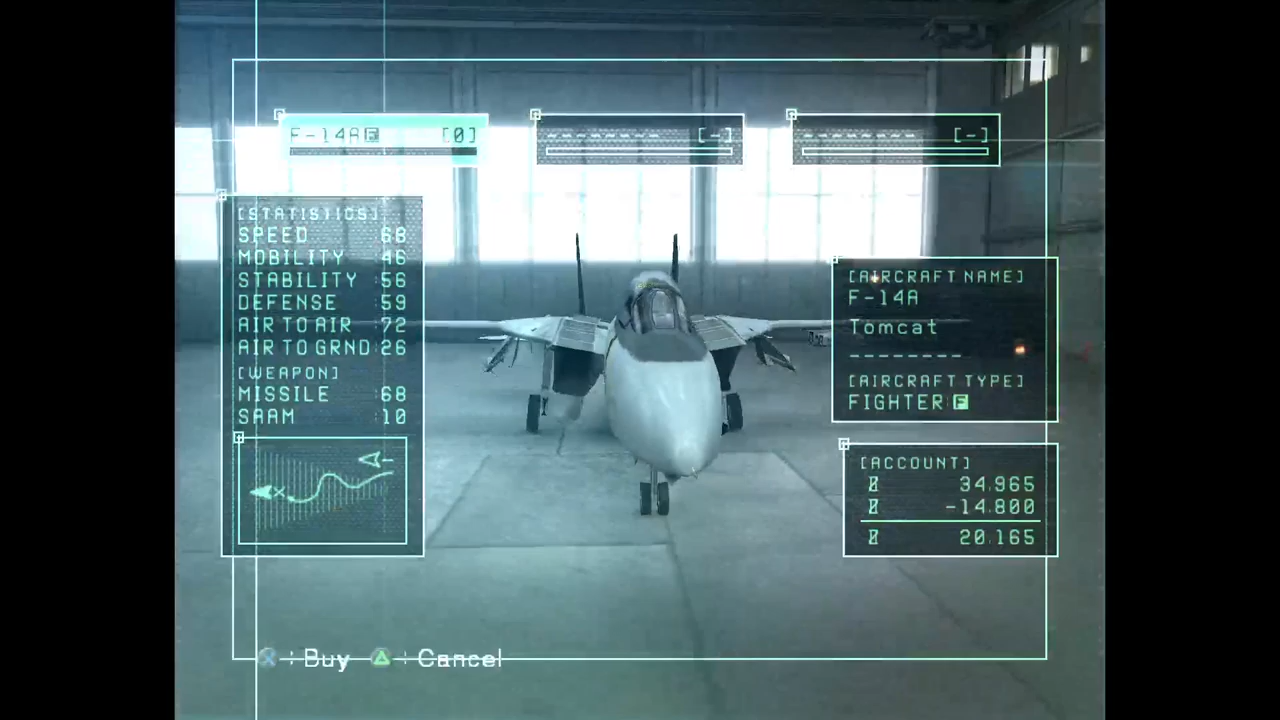 F-14A F [0]
--------- [-]
--------- [-]
[STATISTICS]
SPEED 68
MOBILITY 46
STABILITY :56
DEFENSE :59
AIR TO AIR :72
AIR TO GRND:26
[WEAPON]
MISSILE :68
SAAM :10
[AIRCRAFT NAME]
F-14A
Tomcat
--------
[AIRCRAFT TYPE]
FIGHTER F
[ACCOUNT]
Z 34.965
Z -14.800
Z 20.165
X : Buy △ : Cancel